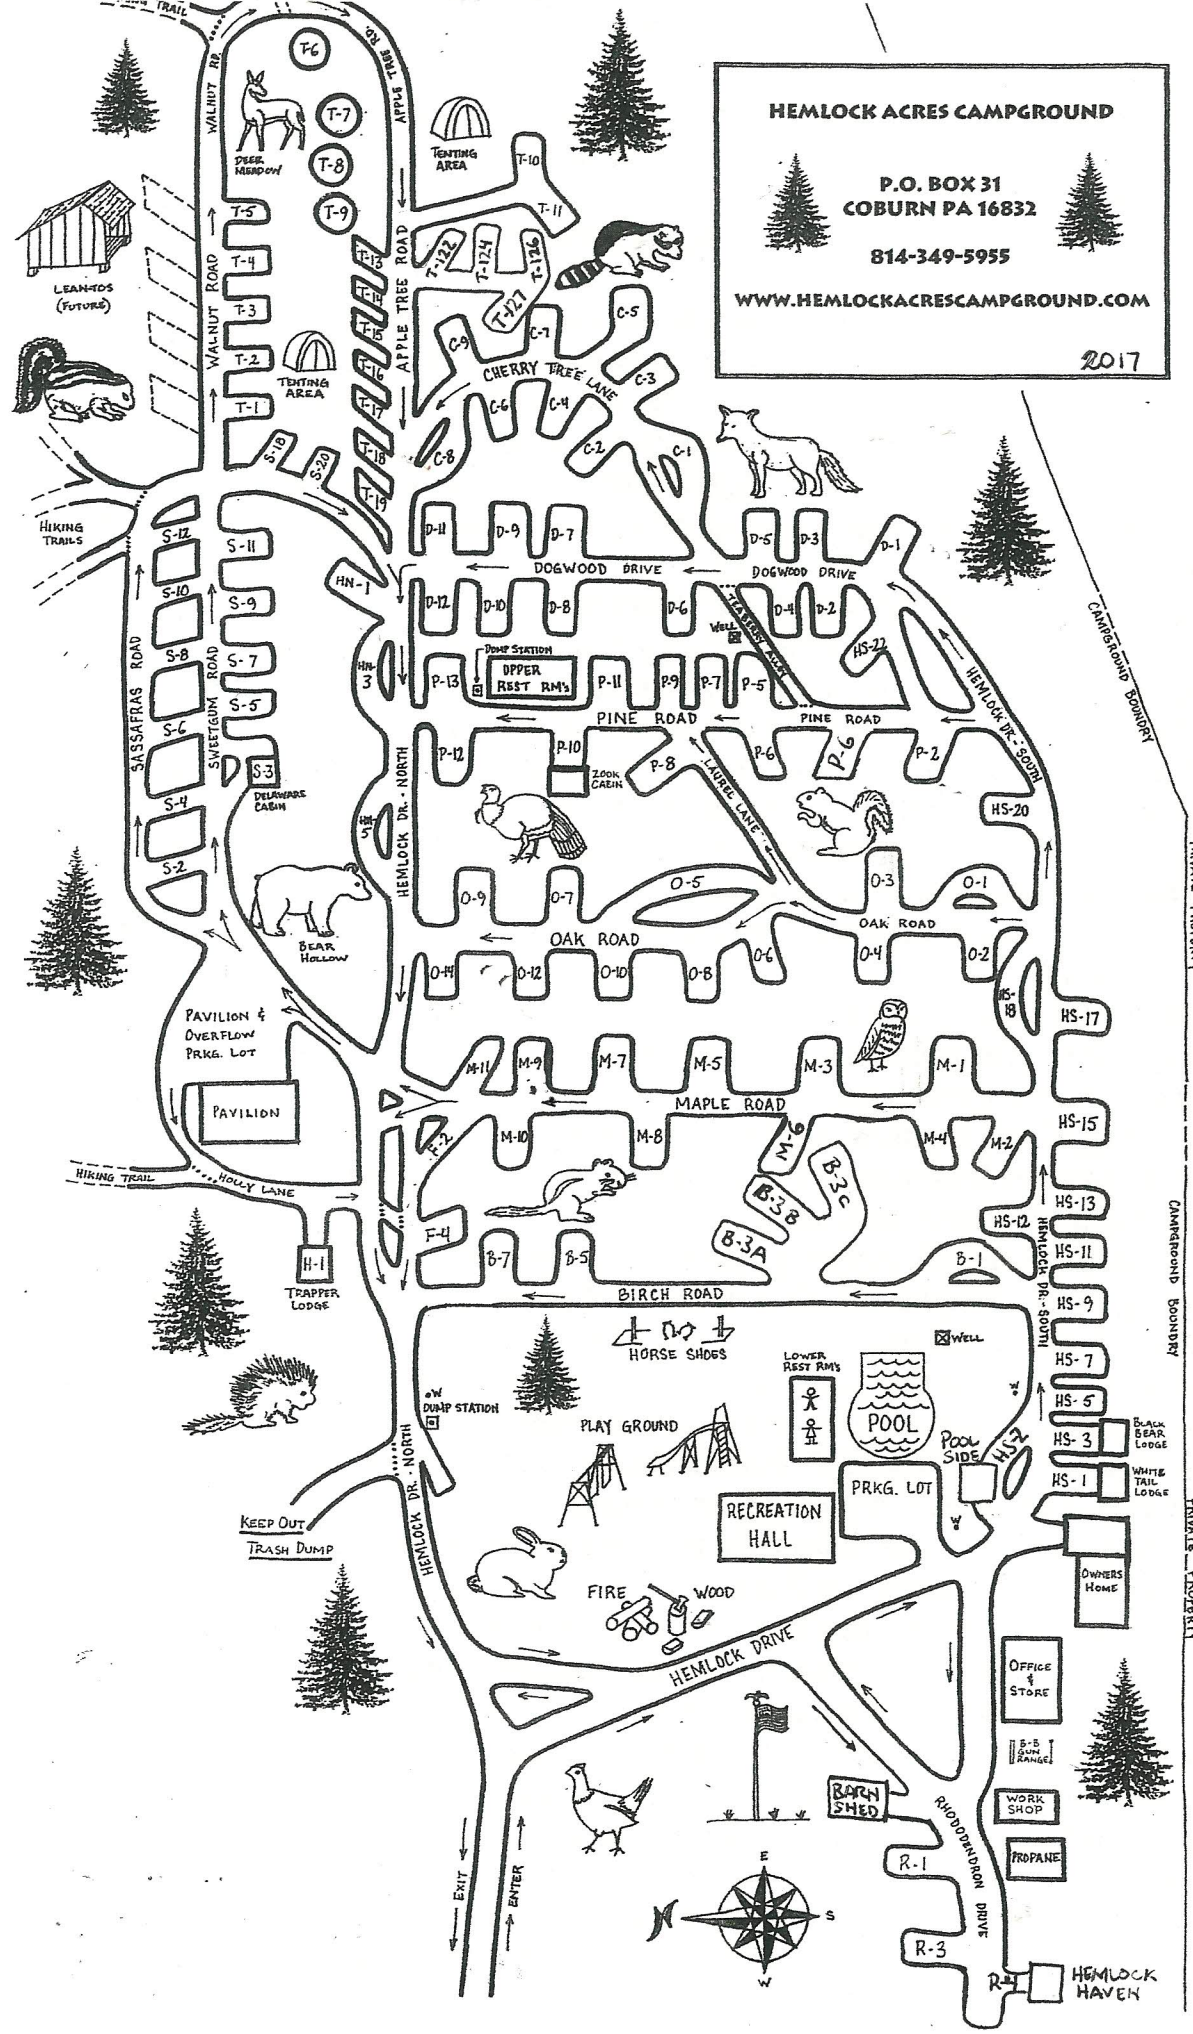 HIKING TRAIL
WALNUT RD.
APPLE TREE RD.
T-6
T-7
T-8
T-9
DEER
MEADOW
TENTING
AREA
T-10
T-11
HEMLOCK ACRES CAMPGROUND
P.O. BOX 31
COBURN PA 16832
814-349-5955
WWW.HEMLOCKACRESCAMPGROUND.COM
2017
LEAN-TOS
(FUTURE)
WALNUT ROAD
T-5
T-4
T-3
T-2
T-1
TENTING
AREA
T-13
T-14
T-15
T-16
T-17
T-18
T-19
APPLE TREE ROAD
T-122
T-124
T-126
T-127
C-9
C-7
C-5
C-3
CHERRY TREE LANE
C-8
C-6
C-4
C-2
C-1
S-18
S-20
HIKING
TRAILS
S-12
S-10
S-8
S-6
S-4
S-2
S-11
S-9
S-7
S-5
S-3
DELAWARE
CABIN
SASSAFRAS ROAD
SWEETGUM ROAD
HN-1
HN-3
HN-5
D-11
D-9
D-7
D-5
D-3
D-1
DOGWOOD DRIVE
DOGWOOD DRIVE
D-12
D-10
D-8
D-6
D-4
D-2
HS-22
TEABERRY ALLEY
WELL
DUMP STATION
UPPER
REST RM's
P-13
P-11
P-9
P-7
P-5
PINE ROAD
PINE ROAD
P-12
P-10
ZOOK
CABIN
P-8
P-6
P-6
P-2
HEMLOCK DR.-SOUTH
CAMPGROUND BOUNDRY
HS-20
LAUREL LANE
HEMLOCK DR.-NORTH
O-9
O-7
O-5
O-3
O-1
OAK ROAD
OAK ROAD
O-14
O-12
O-10
O-8
O-6
O-4
O-2
HS-18
HS-17
BEAR
HOLLOW
PAVILION &
OVERFLOW
PRKG. LOT
PAVILION
M-11
M-9
M-7
M-5
M-3
M-1
MAPLE ROAD
M-10
M-8
M-6
M-4
M-2
HS-15
F-2
F-4
HIKING TRAIL
HOLLY LANE
H-1
TRAPPER
LODGE
B-3C
B-3B
B-3A
HS-13
HS-12
HS-11
HS-9
HS-7
HS-5
HS-3
HS-1
HEMLOCK DR.-SOUTH
CAMPGROUND BOUNDRY
B-7
B-5
B-1
BIRCH ROAD
HORSE SHOES
WELL
LOWER
REST RM's
POOL
POOL
SIDE
HS-2
W
BLACK
BEAR
LODGE
WHITE
TAIL
LODGE
W
DUMP STATION
PLAY GROUND
PRKG. LOT
RECREATION
HALL
W
OWNERS
HOME
HEMLOCK DR.-NORTH
KEEP OUT
TRASH DUMP
FIRE WOOD
HEMLOCK DRIVE
OFFICE
&
STORE
B-B
GUN
RANGE
WORK
SHOP
PROPANE
BARN
SHED
RHODODENDRON DRIVE
R-1
R-3
HEMLOCK
HAVEN
EXIT
ENTER
E
N
S
W